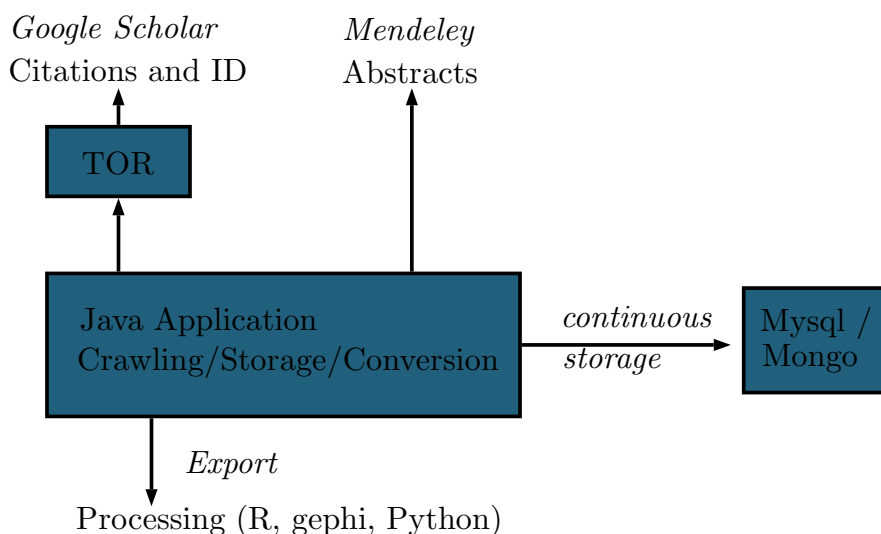 Google Scholar
Citations and ID
Mendeley
Abstracts
TOR
Java Application
Crawling/Storage/Conversion
continuous
storage
Mysql /
Mongo
Export
Processing (R, gephi, Python)